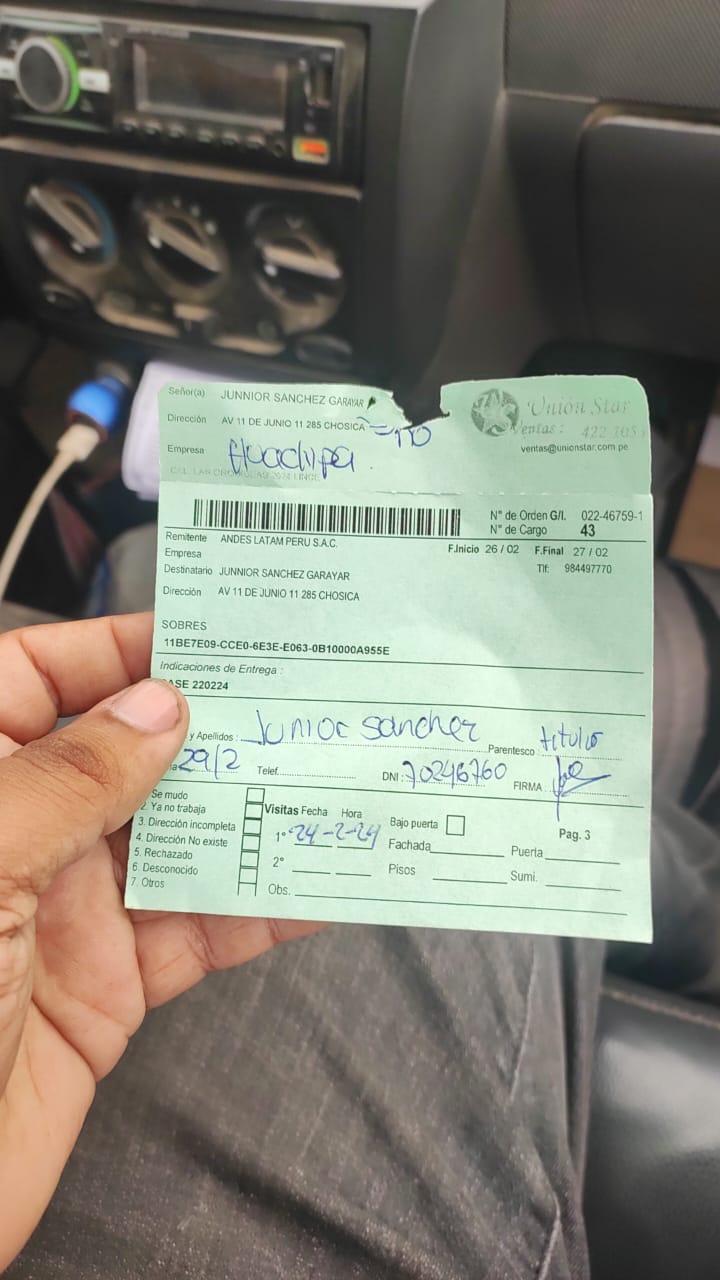 Señor(a) JUNNIOR SANCHEZ GARAYAR
Unión Star
Dirección AV 11 DE JUNIO 11 285 CHOSICA = 110
Ventas : 422 105
ventas@unionstar.com.pe
Empresa Huachipa.
N° de Orden G/I. 022-46759-1
N° de Cargo 43
Remitente ANDES LATAM PERU S.A.C.
F.Inicio 26 / 02 F.Final 27 / 02
Empresa
Tlf: 984497770
Destinatario JUNNIOR SANCHEZ GARAYAR
Dirección AV 11 DE JUNIO 11 285 CHOSICA
SOBRES
11BE7E09-CCE0-6E3E-E063-0B10000A955E
Indicaciones de Entrega :
ASE 220224
y Apellidos : Junior Sancher Parentesco titular
29/2 Telef. DNI : 70246760 FIRMA
Se mudo
2. Ya no trabaja
3. Dirección incompleta
4. Dirección No existe
5. Rechazado
6. Desconocido
7. Otros
Visitas Fecha Hora Bajo puerta
Pag. 3
1° 24-2-24 Fachada Puerta
2° Pisos Sumi.
Obs.